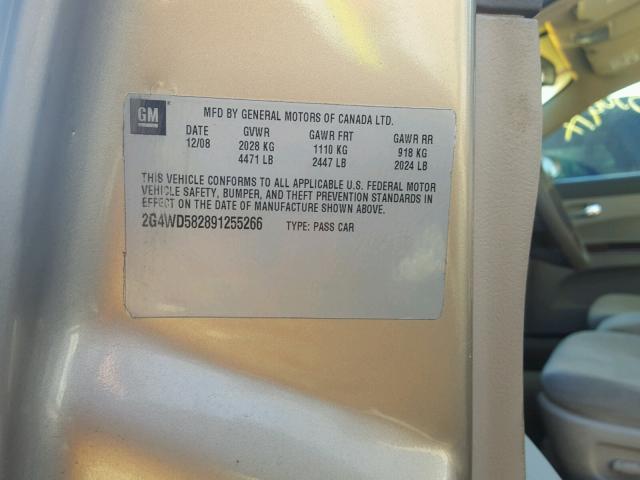 GM
MFD BY GENERAL MOTORS OF CANADA LTD.
DATE GVWR GAWR FRT GAWR RR
12/08 2028 KG 1110 KG 918 KG
4471 LB 2447 LB 2024 LB
THIS VEHICLE CONFORMS TO ALL APPLICABLE U.S. FEDERAL MOTOR
VEHICLE SAFETY, BUMPER, AND THEFT PREVENTION STANDARDS IN
EFFECT ON THE DATE OF MANUFACTURE SHOWN ABOVE.
2G4WD582891255266 TYPE: PASS CAR